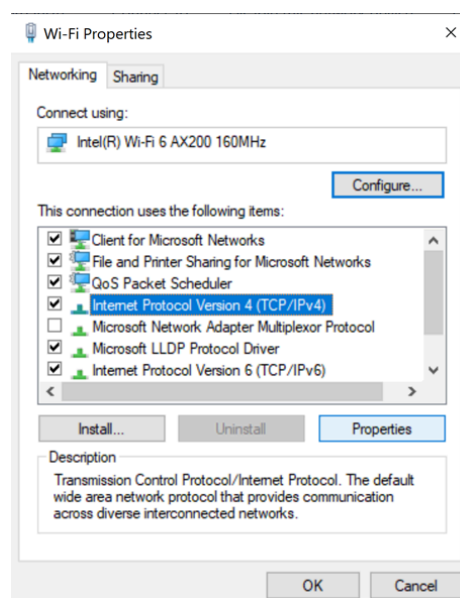 Wi-Fi Properties
Networking
Sharing
Connect using:
Intel(R) Wi-Fi 6 AX200 160MHz
Configure...
This connection uses the following items:
Client for Microsoft Networks
File and Printer Sharing for Microsoft Networks
QoS Packet Scheduler
Internet Protocol Version 4 (TCP/IPv4)
Microsoft Network Adapter Multiplexor Protocol
Microsoft LLDP Protocol Driver
Internet Protocol Version 6 (TCP/IPv6)
Install...
Uninstall
Properties
Description
Transmission Control Protocol/Internet Protocol. The default
wide area network protocol that provides communication
across diverse interconnected networks.
OK
Cancel